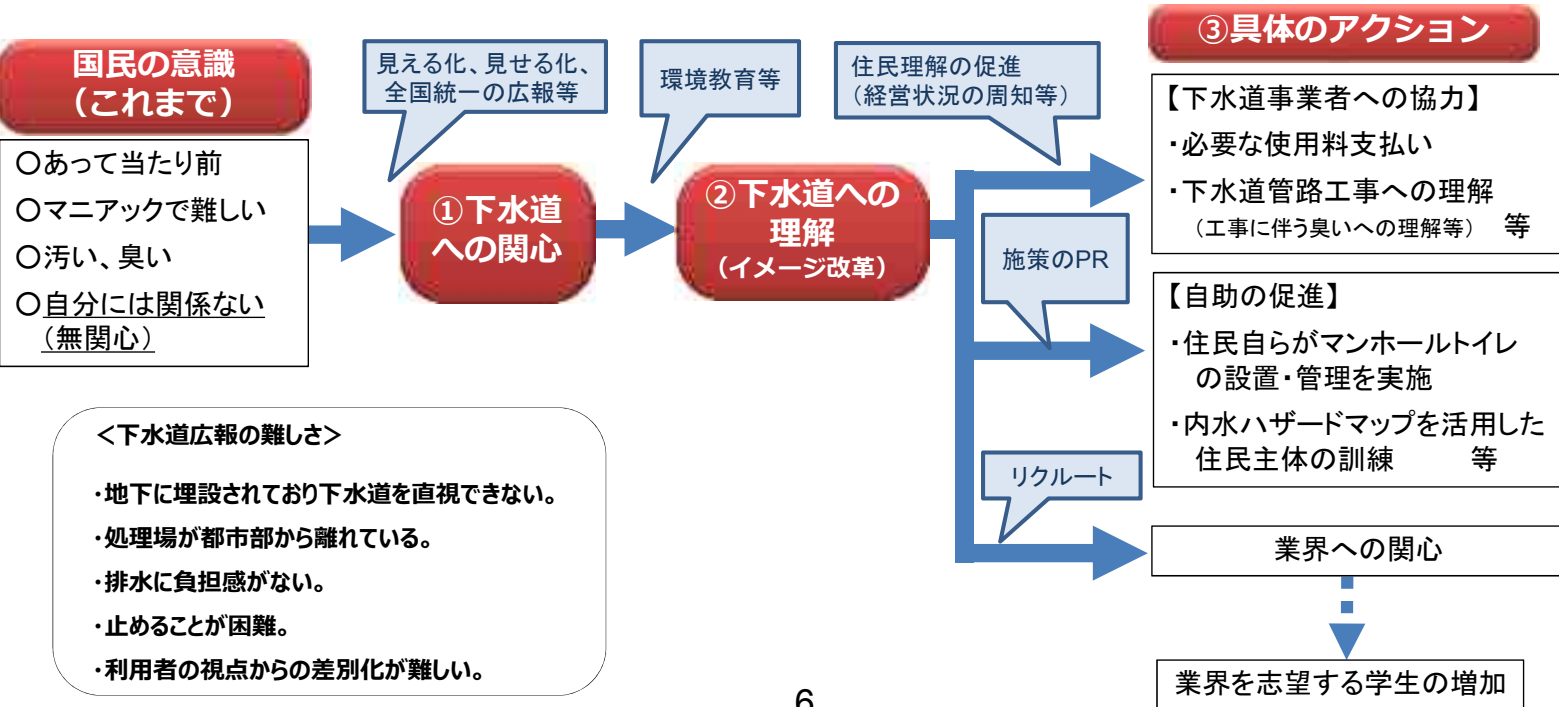 国民の意識
（これまで）
〇あって当たり前
〇マニアックで難しい
〇汚い、臭い
〇自分には関係ない
（無関心）
見える化、見せる化、
全国統一の広報等
①下水道
への関心
環境教育等
②下水道への
理解
（イメージ改革）
住民理解の促進
（経営状況の周知等）
施策のPR
リクルート
③具体のアクション
【下水道事業者への協力】
・必要な使用料支払い
・下水道管路工事への理解
（工事に伴う臭いへの理解等） 等
【自助の促進】
・住民自らがマンホールトイレ
の設置・管理を実施
・内水ハザードマップを活用した
住民主体の訓練 等
業界への関心
業界を志望する学生の増加
＜下水道広報の難しさ＞
・地下に埋設されており下水道を直視できない。
・処理場が都市部から離れている。
・排水に負担感がない。
・止めることが困難。
・利用者の視点からの差別化が難しい。
6